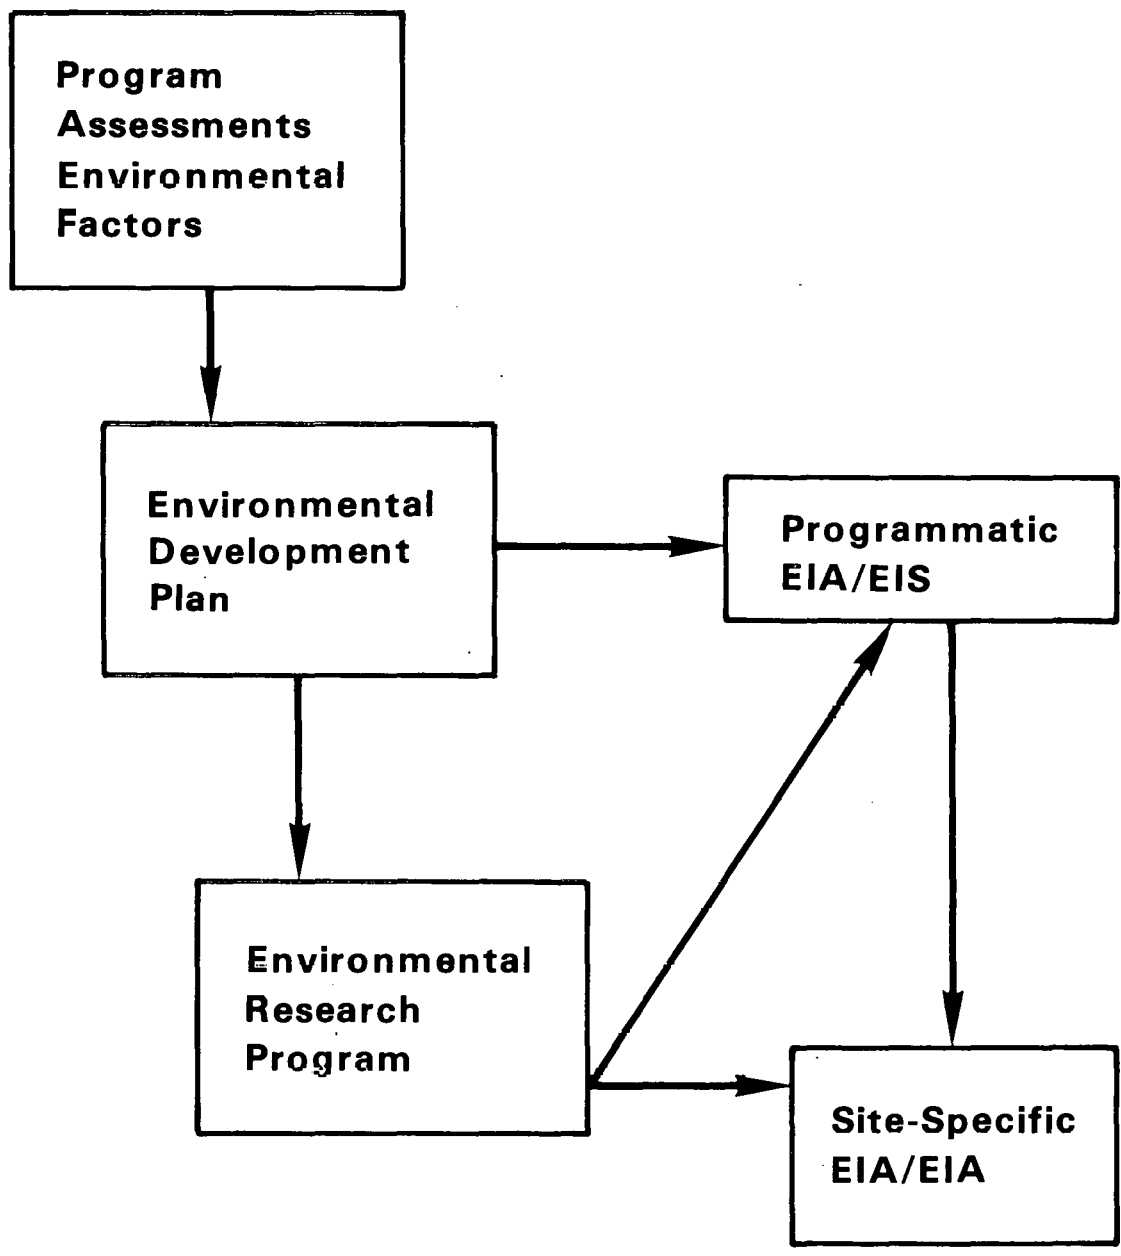 Program
Assessments
Environmental
Factors
Environmental
Development
Plan
Programmatic
EIA/EIS
Environmental
Research
Program
Site-Specific
EIA/EIA